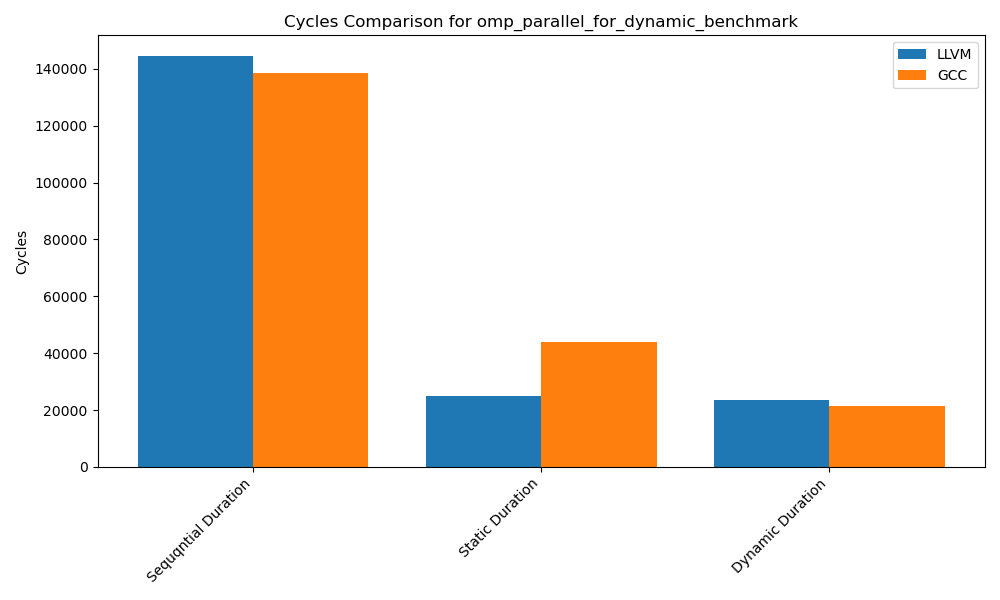 Cycles Comparison for omp_parallel_for_dynamic_benchmark
LLVM
GCC
Cycles
140000
120000
100000
80000
60000
40000
20000
0
Sequqntial Duration
Static Duration
Dynamic Duration